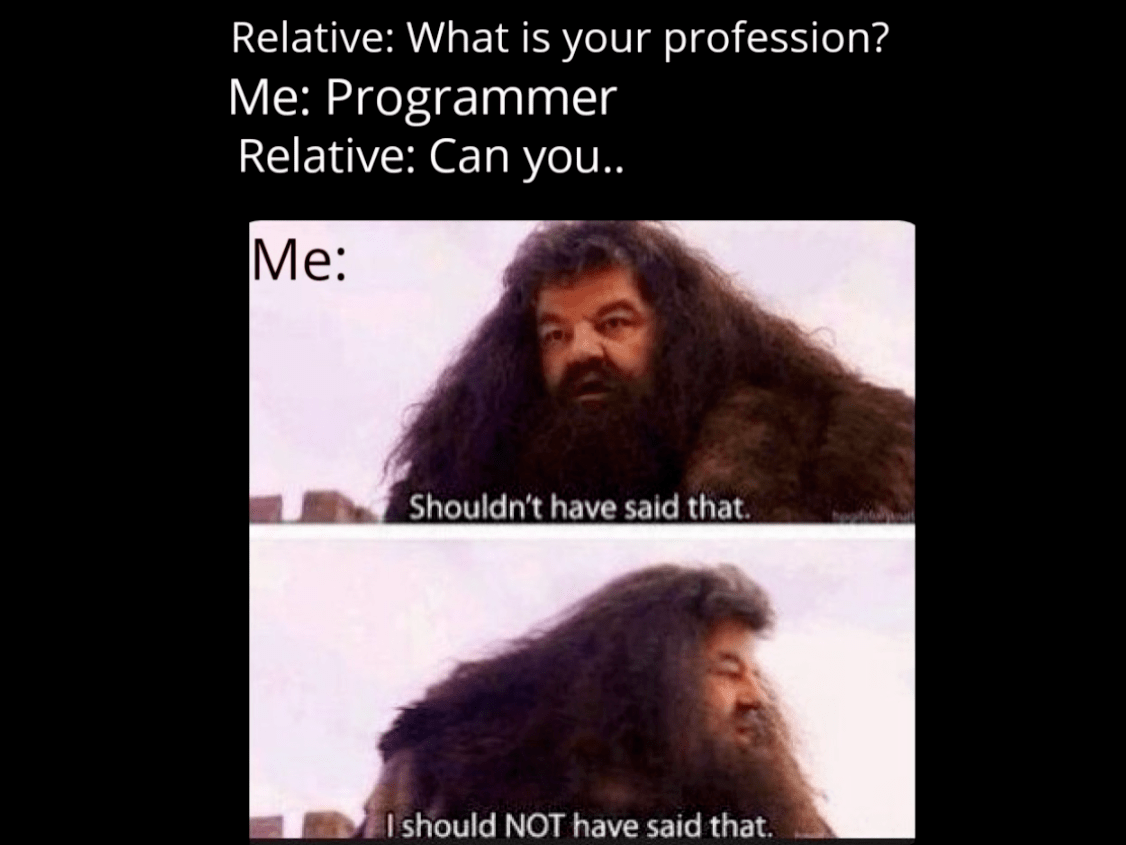 Relative: What is your profession?
Me: Programmer
Relative: Can you..
Me:
Shouldn't have said that.
I should NOT have said that.